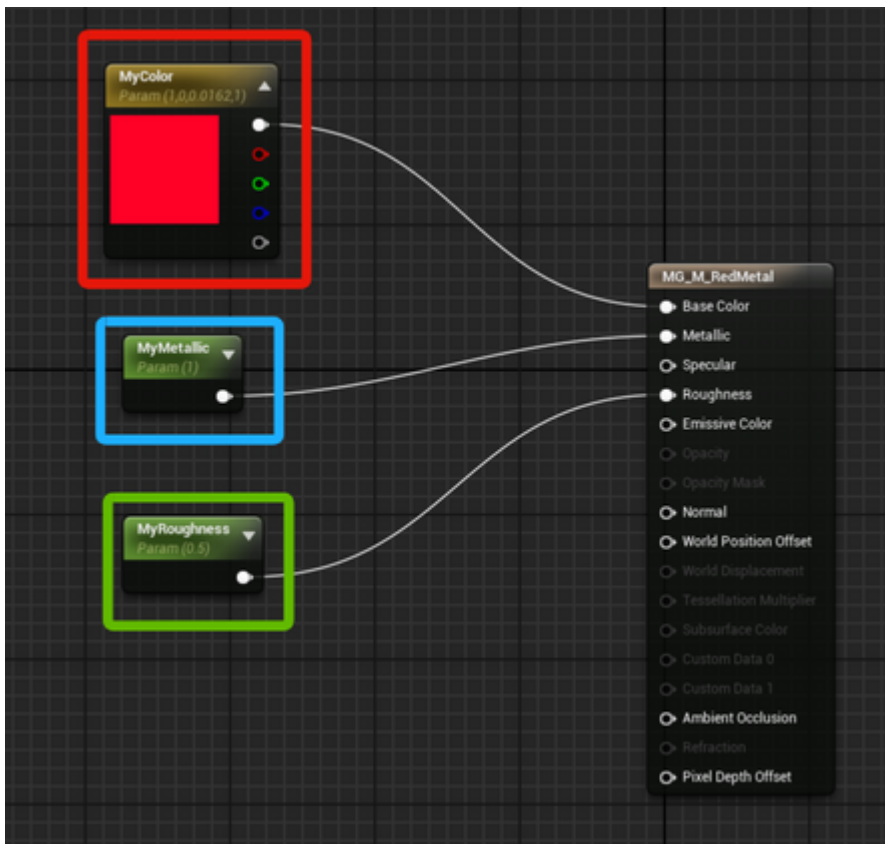 MyColor
Param (1,0,0.0162,1)
MyMetallic
Param (1)
MyRoughness
Param (0.5)
MG_M_RedMetal
Base Color
Metallic
Specular
Roughness
Emissive Color
Opacity
Opacity Mask
Normal
World Position Offset
World Displacement
Tessellation Multiplier
Subsurface Color
Custom Data 0
Custom Data 1
Ambient Occlusion
Refraction
Pixel Depth Offset